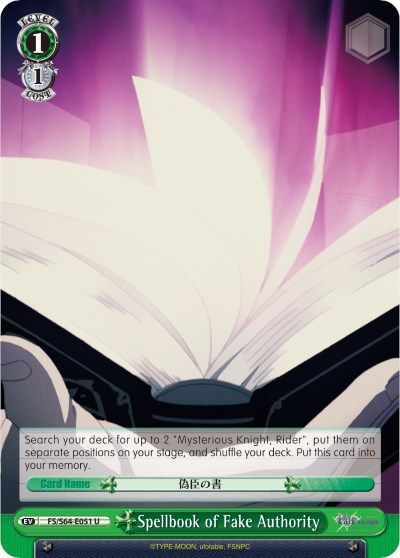 LEVEL
1
1
COST
Search your deck for up to 2 "Mysterious Knight, Rider", put them on
separate positions on your stage, and shuffle your deck. Put this card into
your memory.
Card Name 偽臣の書
EV FS/S64-E051 U Spellbook of Fake Authority
©TYPE-MOON, ufotable, FSNPC